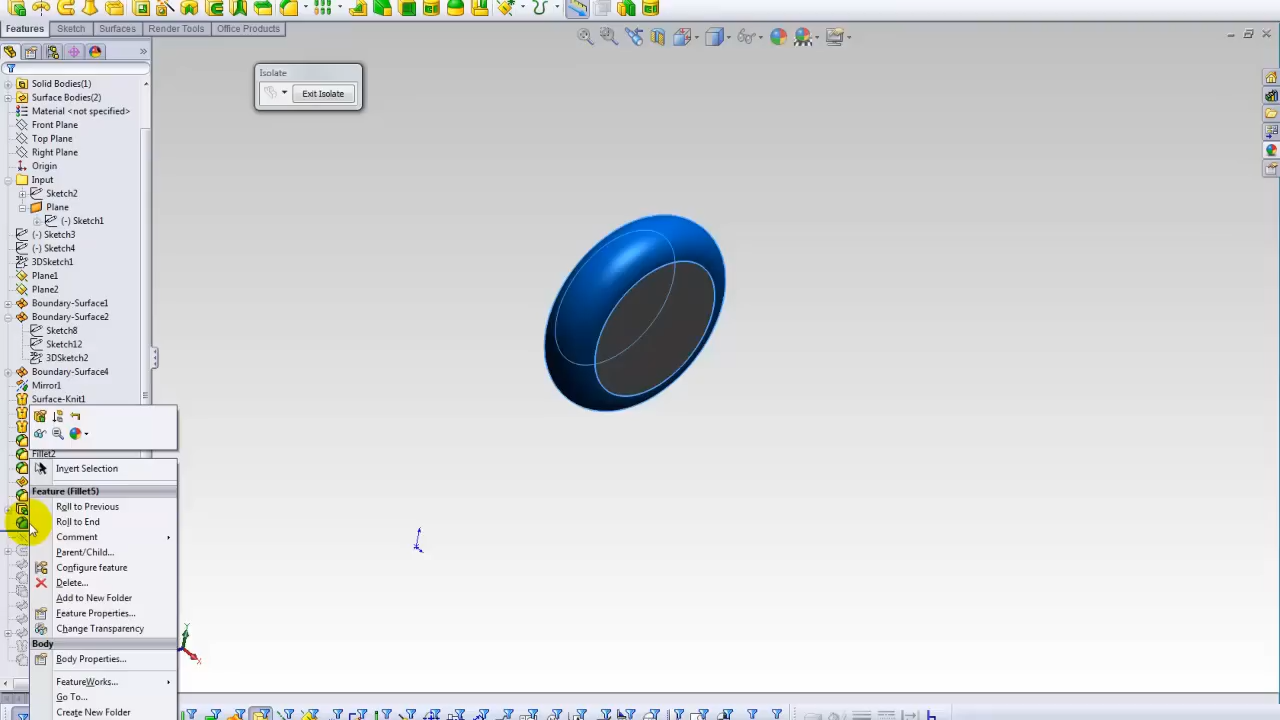 Features
Sketch
Surfaces
Render Tools
Office Products
»
Isolate
Exit Isolate
Solid Bodies(1)
Surface Bodies(2)
Material <not specified>
Front Plane
Top Plane
Right Plane
Origin
Input
Sketch2
Plane
(-) Sketch1
(-) Sketch3
(-) Sketch4
3DSketch1
Plane1
Plane2
Boundary-Surface1
Boundary-Surface2
Sketch8
Sketch12
3DSketch2
Boundary-Surface4
Mirror1
Surface-Knit1
Fillet2
Invert Selection
Feature (Fillet5)
Roll to Previous
Roll to End
Comment
Parent/Child...
Configure feature
Delete...
Add to New Folder
Feature Properties...
Change Transparency
Body
Body Properties...
FeatureWorks...
Go To...
Create New Folder
Y
X